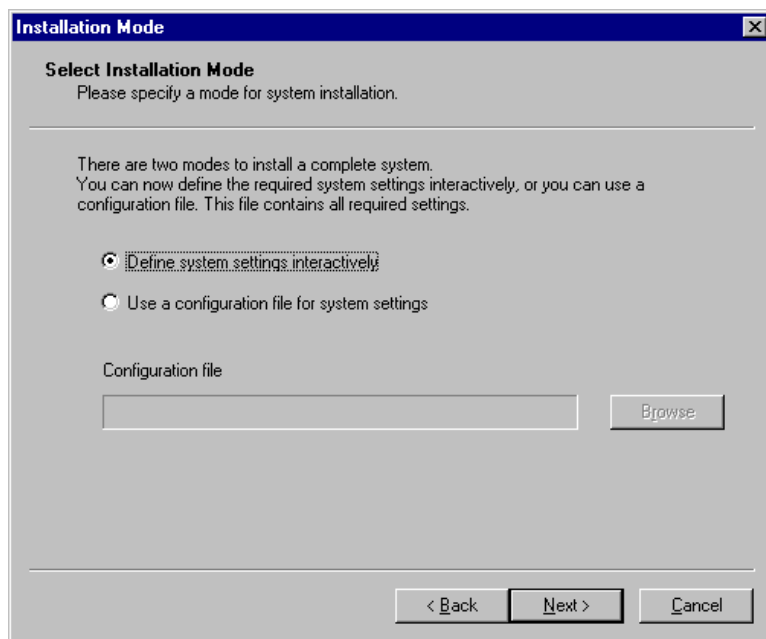 Installation Mode
Select Installation Mode
Please specify a mode for system installation.
There are two modes to install a complete system.
You can now define the required system settings interactively, or you can use a
configuration file. This file contains all required settings.
Define system settings interactively
Use a configuration file for system settings
Configuration file
Browse
< Back
Next >
Cancel